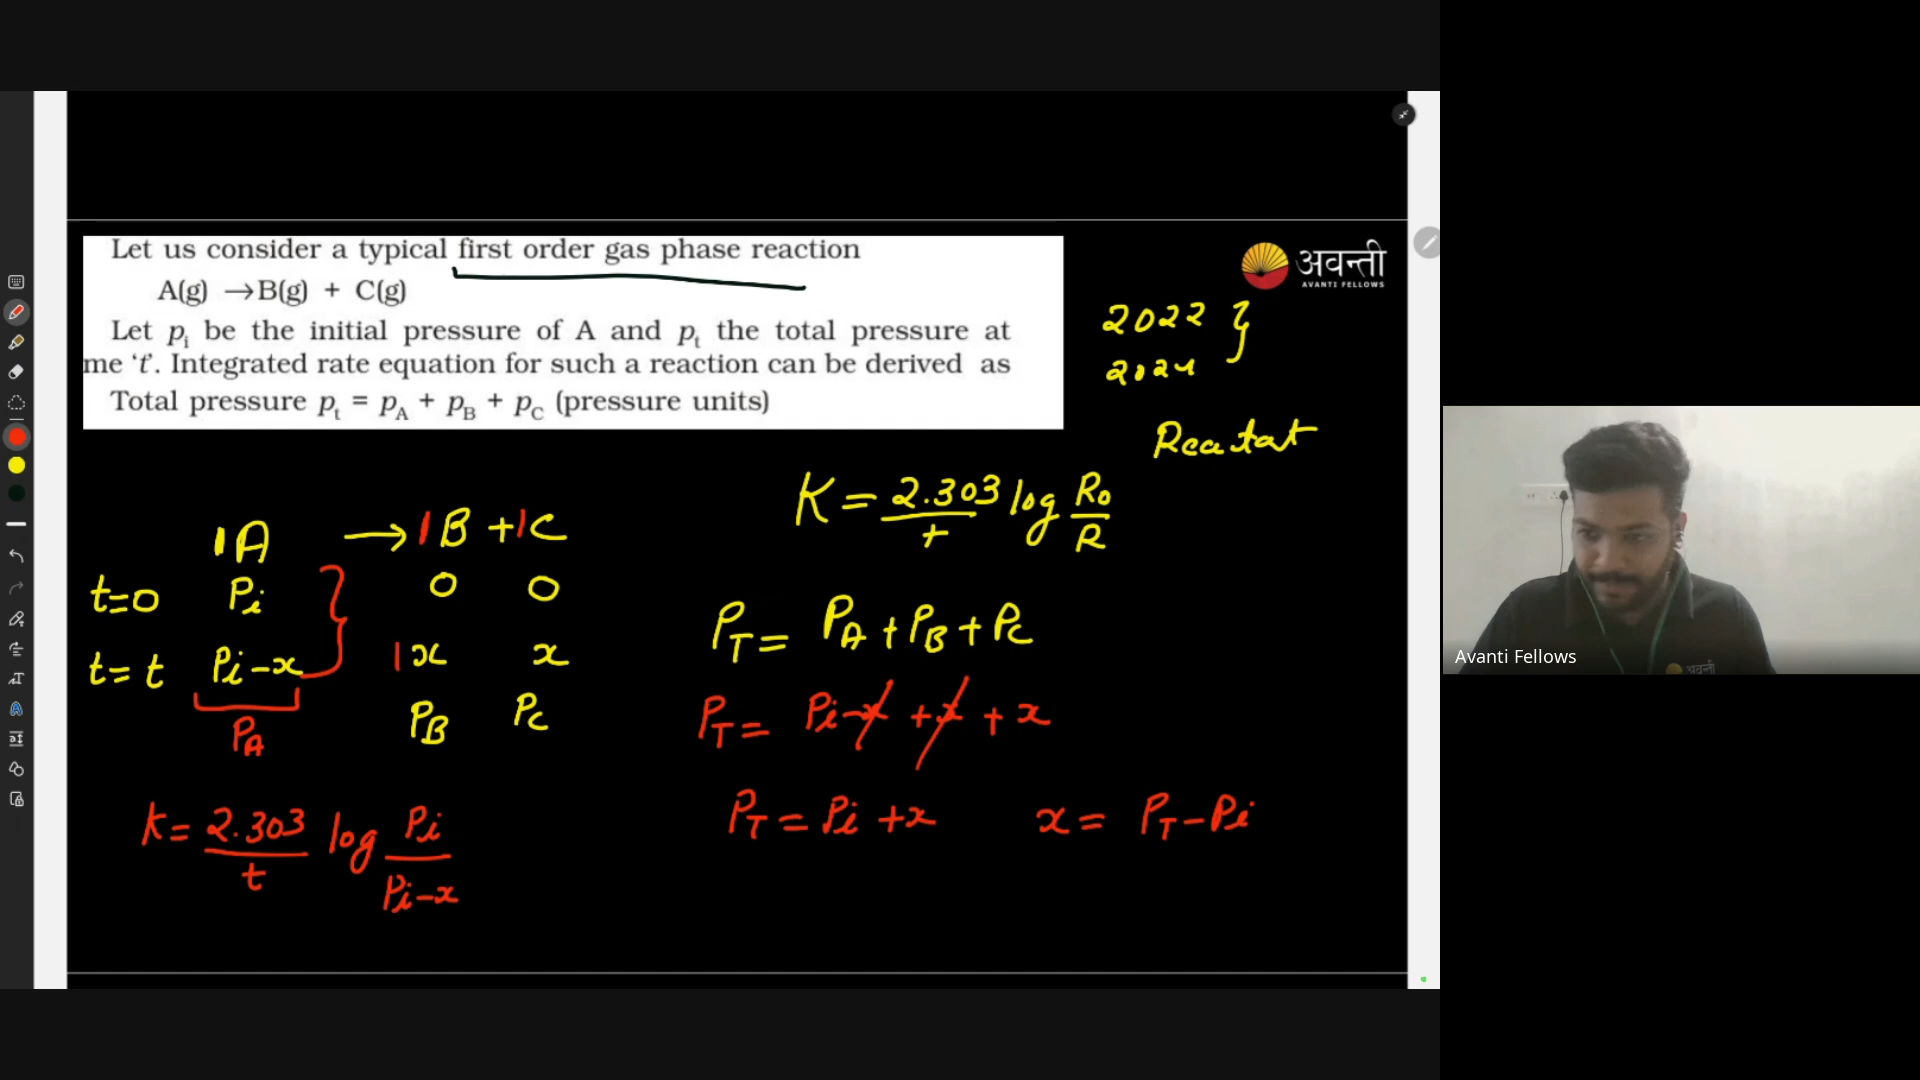 Let us consider a typical first order gas phase reaction
A(g) →B(g) + C(g)
Let pi be the initial pressure of A and pt the total pressure at
me ‘t’. Integrated rate equation for such a reaction can be derived as
Total pressure pt = pA + pB + pC (pressure units)
अवन्ती
AVANTI FELLOWS
2022 }
2024
Reatat
K = 2.303/t log R0/R
1A → 1B + 1C
t=0 Pi 0 0
t=t Pi-x 1x x
PA PB PC
PT = PA + PB + PC
PT = Pi-x + x + x
PT = Pi + x x = PT - Pi
k = 2.303/t log Pi/Pi-x
Avanti Fellows